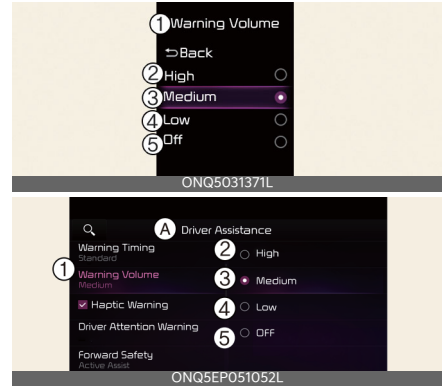 ① Warning Volume
⮌Back
② High
③ Medium
④ Low
⑤ Off
ONQ5031371L
Ⓐ Driver Assistance
Warning Timing
Standard
① Warning Volume
Medium
Haptic Warning
Driver Attention Warning
Forward Safety
Active Assist
② High
③ Medium
④ Low
⑤ OFF
ONQ5EP051052L